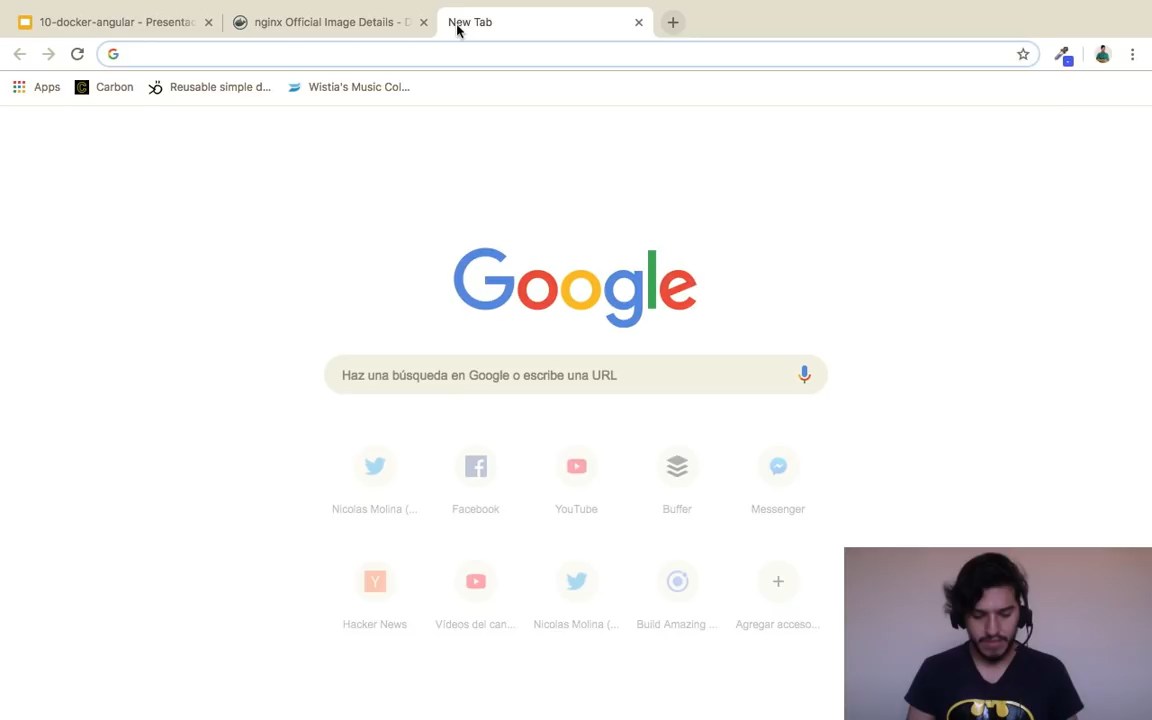 10-docker-angular - Presentac
nginx Official Image Details - D
New Tab
Apps
Carbon
Reusable simple d...
Wistia's Music Col...
Google
Haz una búsqueda en Google o escribe una URL
Nicolas Molina (...
Facebook
YouTube
Buffer
Messenger
Y
Hacker News
Vídeos del can...
Nicolas Molina (...
Build Amazing ...
Agregar acceso...